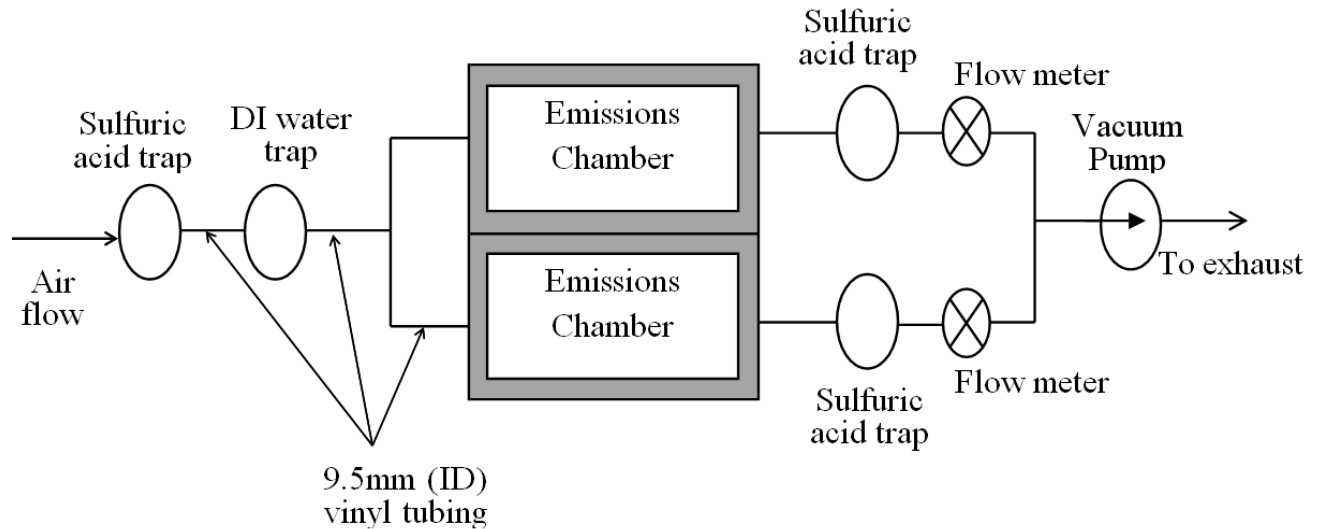 Sulfuric
acid trap
Flow meter
Sulfuric
acid trap
DI water
trap
Emissions
Chamber
Vacuum
Pump
Air
flow
Emissions
Chamber
To exhaust
Flow meter
Sulfuric
acid trap
9.5mm (ID)
vinyl tubing